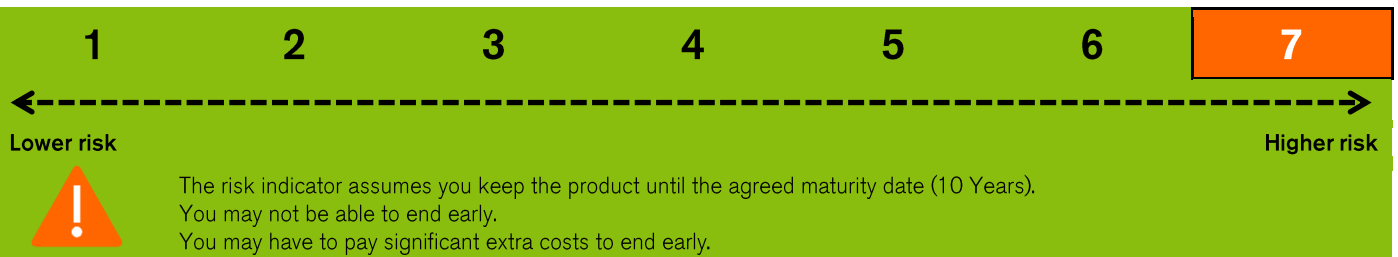 1 2 3 4 5 6 7
Lower risk Higher risk
The risk indicator assumes you keep the product until the agreed maturity date (10 Years).
You may not be able to end early.
You may have to pay significant extra costs to end early.